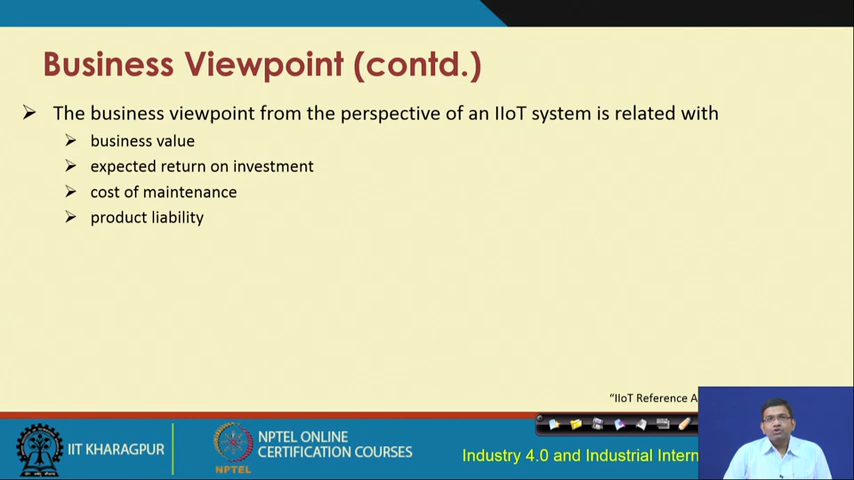 Business Viewpoint (contd.)
➢ The business viewpoint from the perspective of an IIoT system is related with
➢ business value
➢ expected return on investment
➢ cost of maintenance
➢ product liability
"IIoT Reference A
IIT KHARAGPUR
NPTEL
NPTEL ONLINE
CERTIFICATION COURSES
Industry 4.0 and Industrial Intern